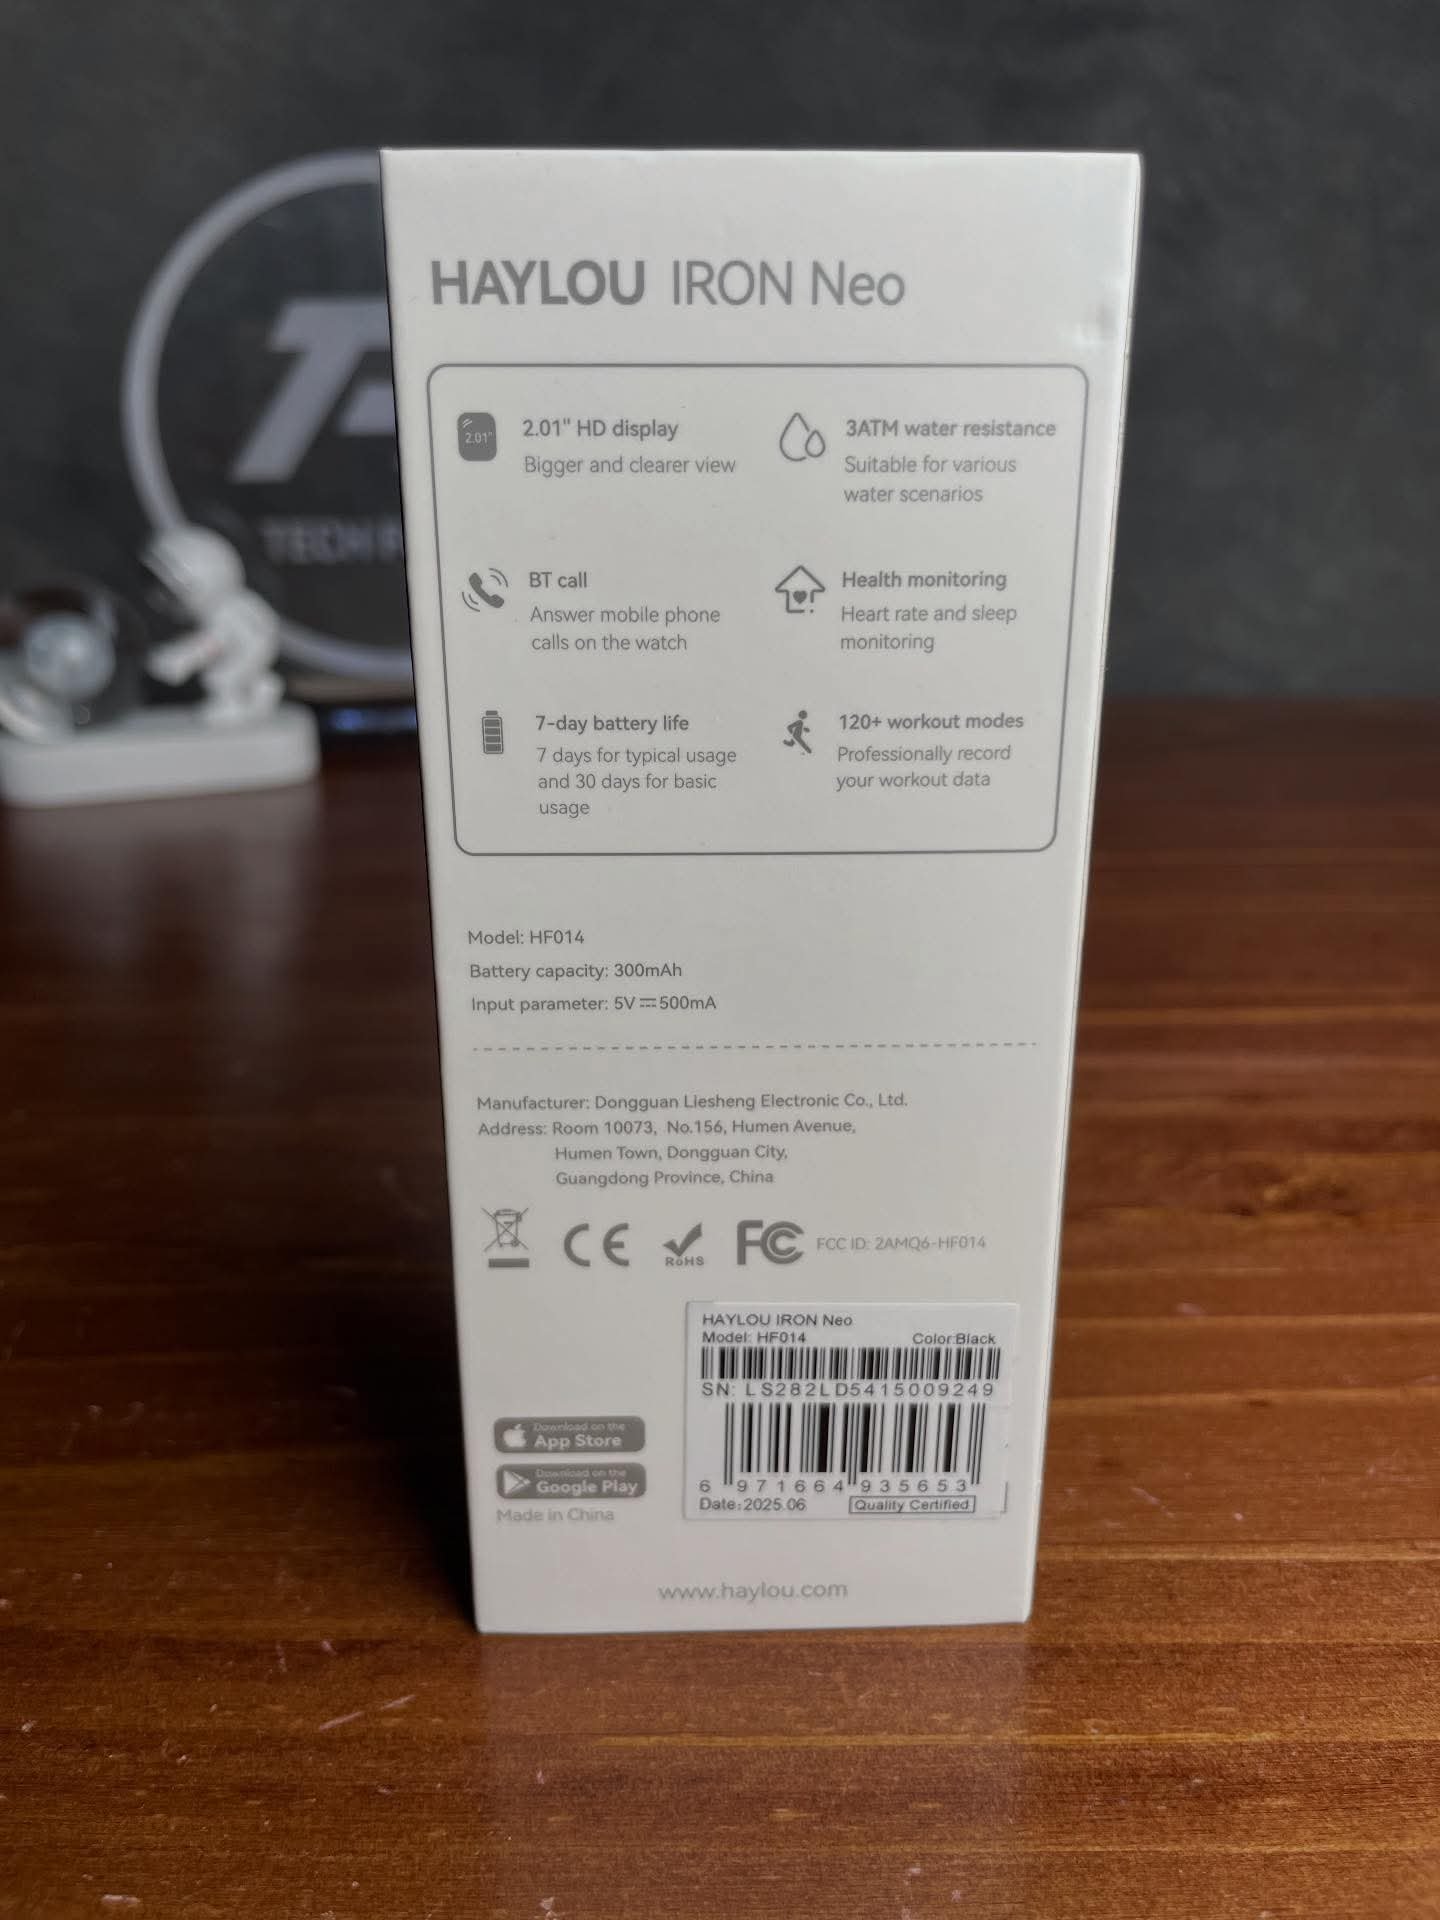 HAYLOU IRON Neo
2.01"
2.01" HD display
Bigger and clearer view
3ATM water resistance
Suitable for various
water scenarios
BT call
Answer mobile phone
calls on the watch
Health monitoring
Heart rate and sleep
monitoring
7-day battery life
7 days for typical usage
and 30 days for basic
usage
120+ workout modes
Professionally record
your workout data
Model: HF014
Battery capacity: 300mAh
Input parameter: 5V⎓500mA
Manufacturer: Dongguan Liesheng Electronic Co., Ltd.
Address: Room 10073, No.156, Humen Avenue,
Humen Town, Dongguan City,
Guangdong Province, China
CE RoHS FC FCC ID: 2AMQ6-HF014
HAYLOU IRON Neo
Model: HF014 Color:Black
SN: LS282LD5415009249
6 971664 935653
Date:2025.06 Quality Certified
Download on the
App Store
Download on the
Google Play
Made in China
www.haylou.com
TECH